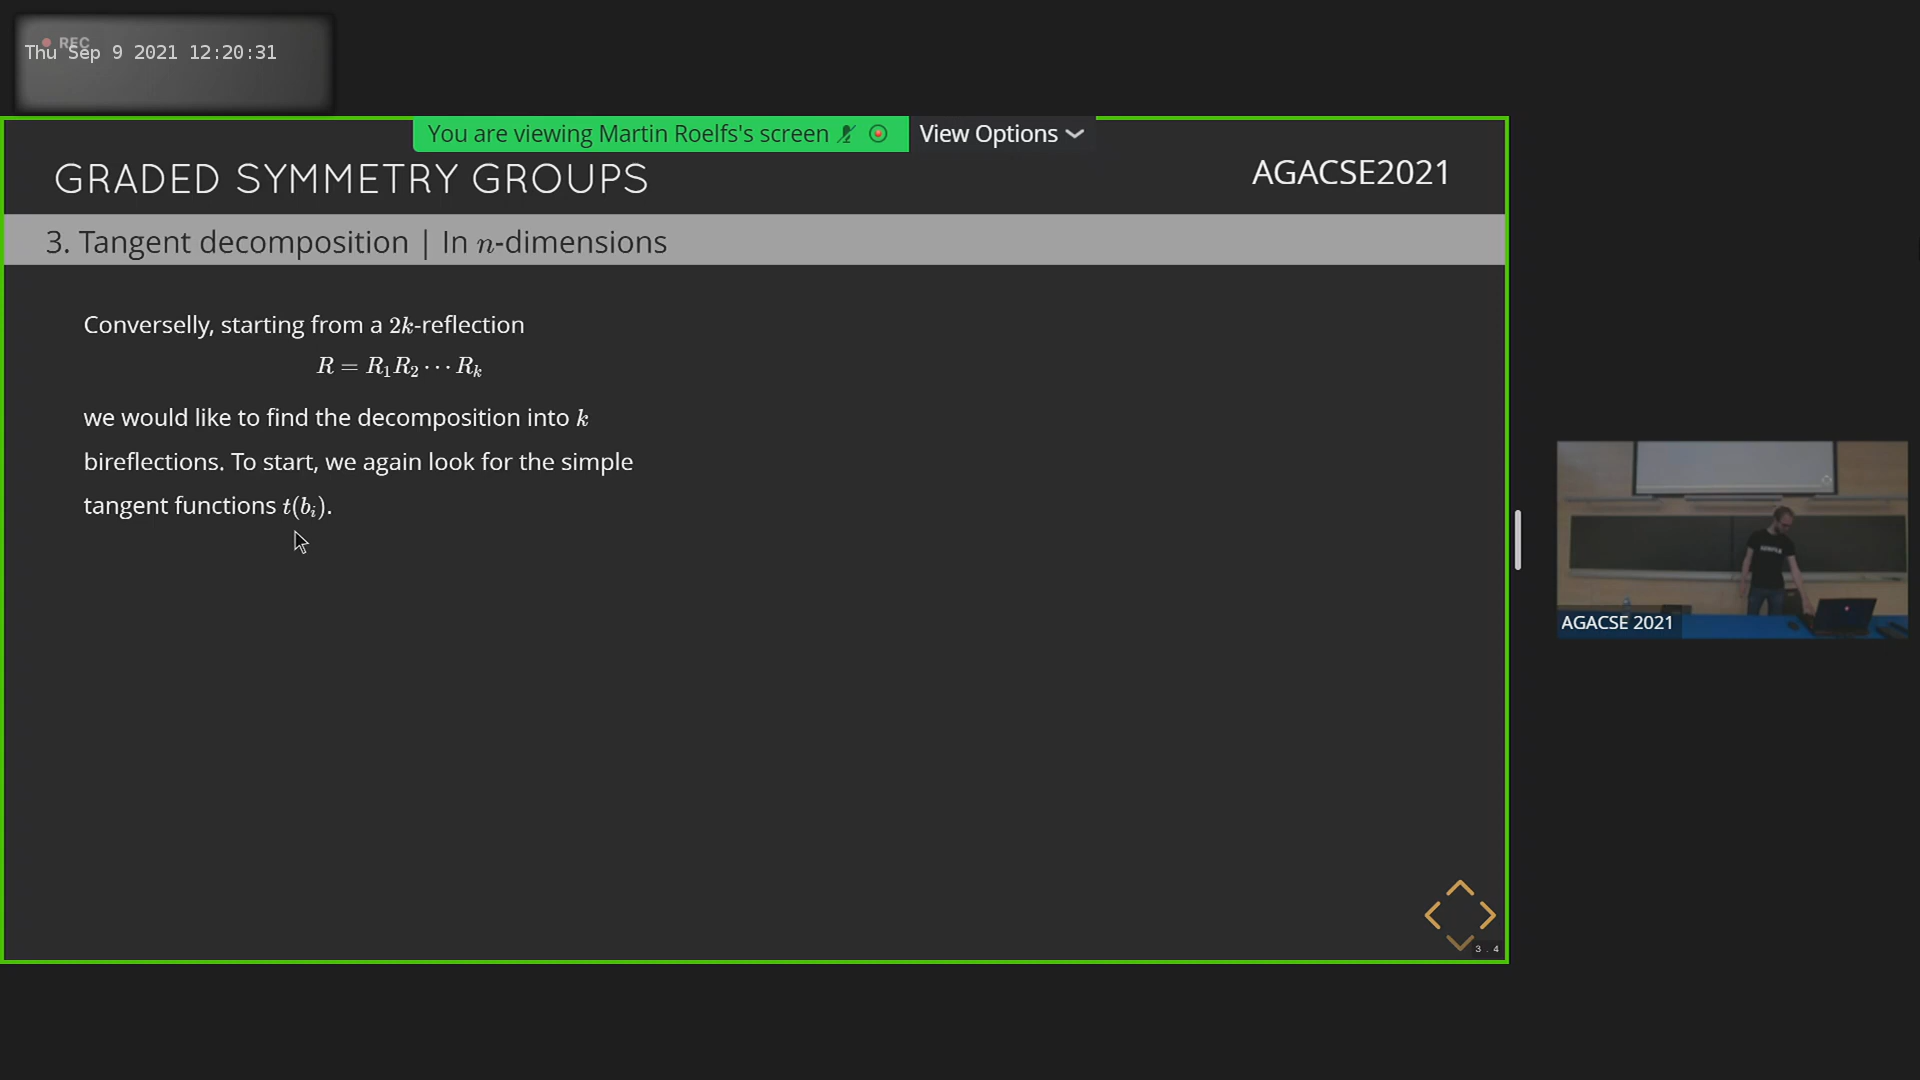 REC
Thu Sep 9 2021 12:20:31
You are viewing Martin Roelfs's screen
View Options
GRADED SYMMETRY GROUPS
AGACSE2021
3. Tangent decomposition | In n-dimensions
Conversely, starting from a 2k-reflection
R = R₁R₂ ⋯ Rₖ
we would like to find the decomposition into k
bireflections. To start, we again look for the simple
tangent functions t(bᵢ).
AGACSE 2021
3 . 4